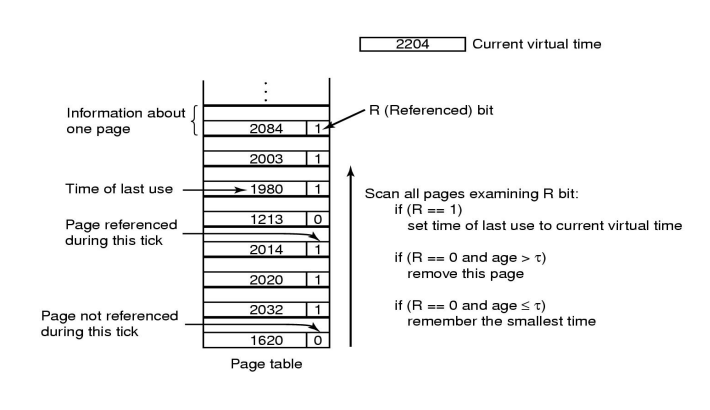 2204 Current virtual time
Information about
one page
R (Referenced) bit
2084 1
2003 1
Time of last use 1980 1
1213 0
Page referenced
during this tick
2014 1
2020 1
2032 1
Page not referenced
during this tick
1620 0
Page table
Scan all pages examining R bit:
if (R == 1)
set time of last use to current virtual time
if (R == 0 and age > τ)
remove this page
if (R == 0 and age ≤ τ)
remember the smallest time